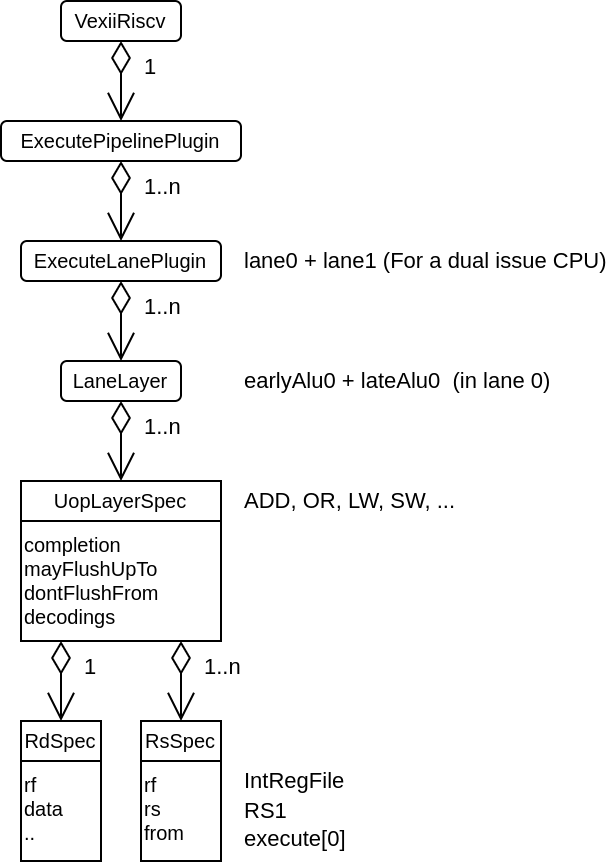 VexiiRiscv
1
ExecutePipelinePlugin
1..n
ExecuteLanePlugin
lane0 + lane1 (For a dual issue CPU)
1..n
LaneLayer
earlyAlu0 + lateAlu0  (in lane 0)
1..n
UopLayerSpec
ADD, OR, LW, SW, ...
completion
mayFlushUpTo
dontFlushFrom
decodings
1
1..n
RdSpec
rf
data
..
RsSpec
rf
rs
from
IntRegFile
RS1
execute[0]